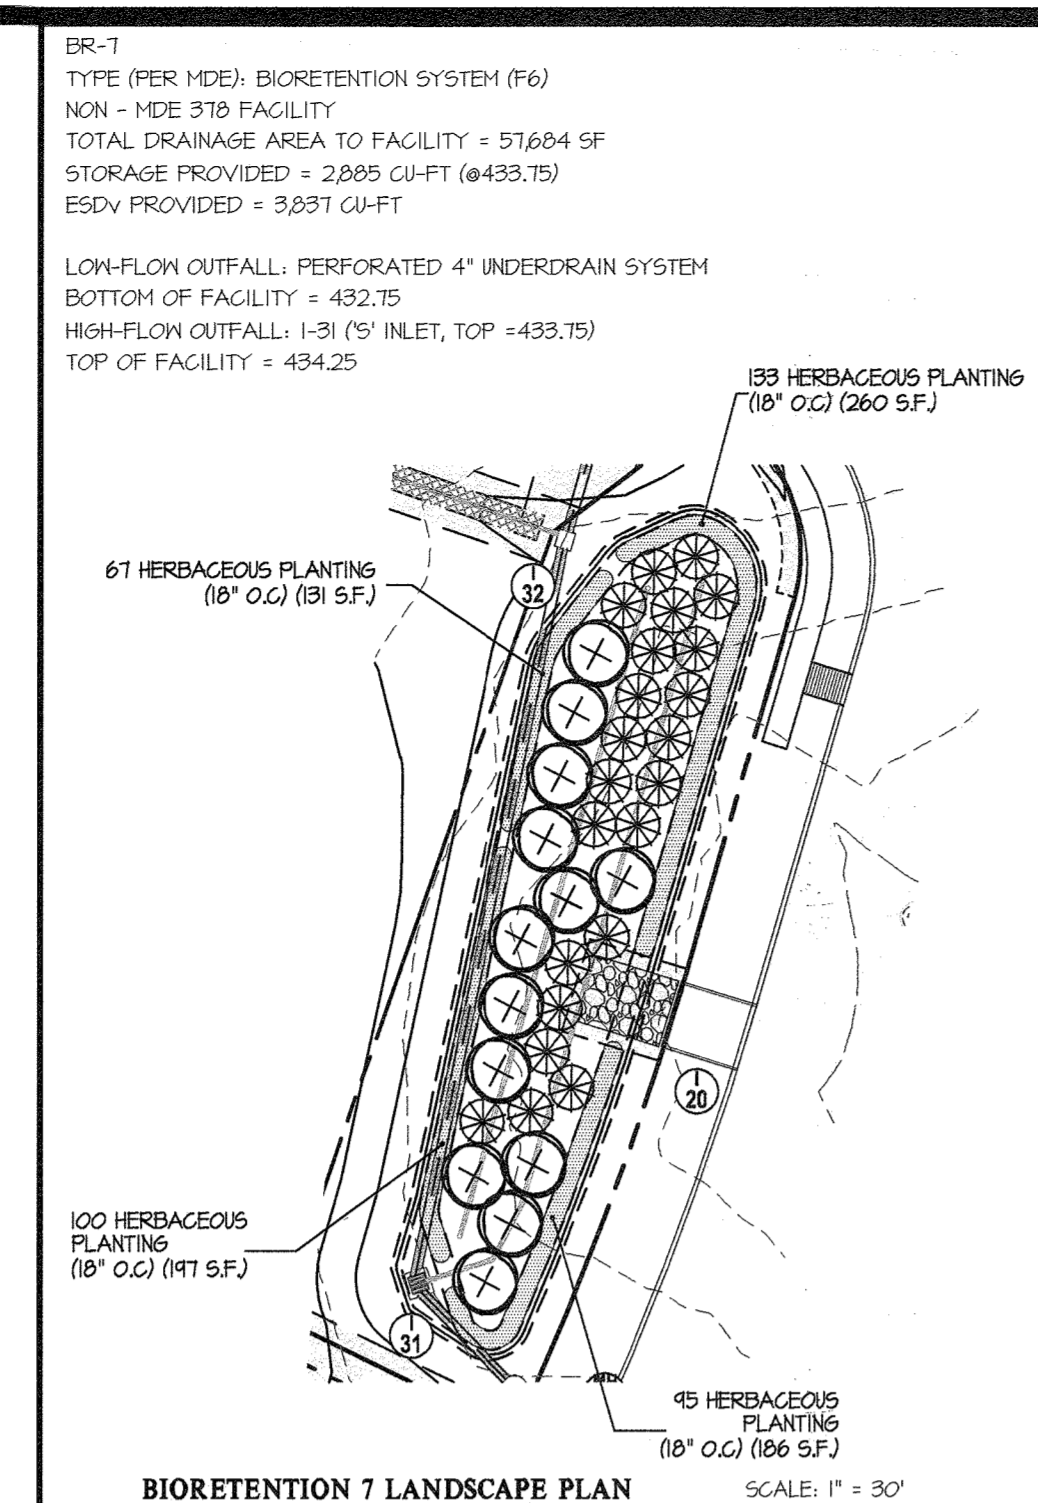 BR-7
TYPE (PER MDE): BIORETENTION SYSTEM (F6)
NON - MDE 378 FACILITY
TOTAL DRAINAGE AREA TO FACILITY = 57,684 SF
STORAGE PROVIDED = 2,885 CU-FT (@433.75)
ESDv PROVIDED = 3,837 CU-FT
LOW-FLOW OUTFALL: PERFORATED 4" UNDERDRAIN SYSTEM
BOTTOM OF FACILITY = 432.75
HIGH-FLOW OUTFALL: I-31 ('S' INLET, TOP =433.75)
TOP OF FACILITY = 434.25
133 HERBACEOUS PLANTING
(18" O.C) (260 S.F.)
67 HERBACEOUS PLANTING
(18" O.C) (131 S.F.)
I
32
I
20
100 HERBACEOUS
PLANTING
(18" O.C) (197 S.F.)
I
31
95 HERBACEOUS
PLANTING
(18" O.C) (186 S.F.)
BIORETENTION 7 LANDSCAPE PLAN
SCALE: 1" = 30'